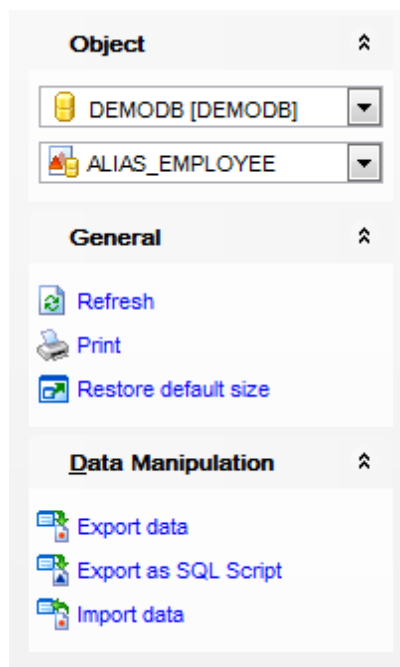 Object
DEMODB [DEMODB]
ALIAS_EMPLOYEE
General
Refresh
Print
Restore default size
Data Manipulation
Export data
Export as SQL Script
Import data